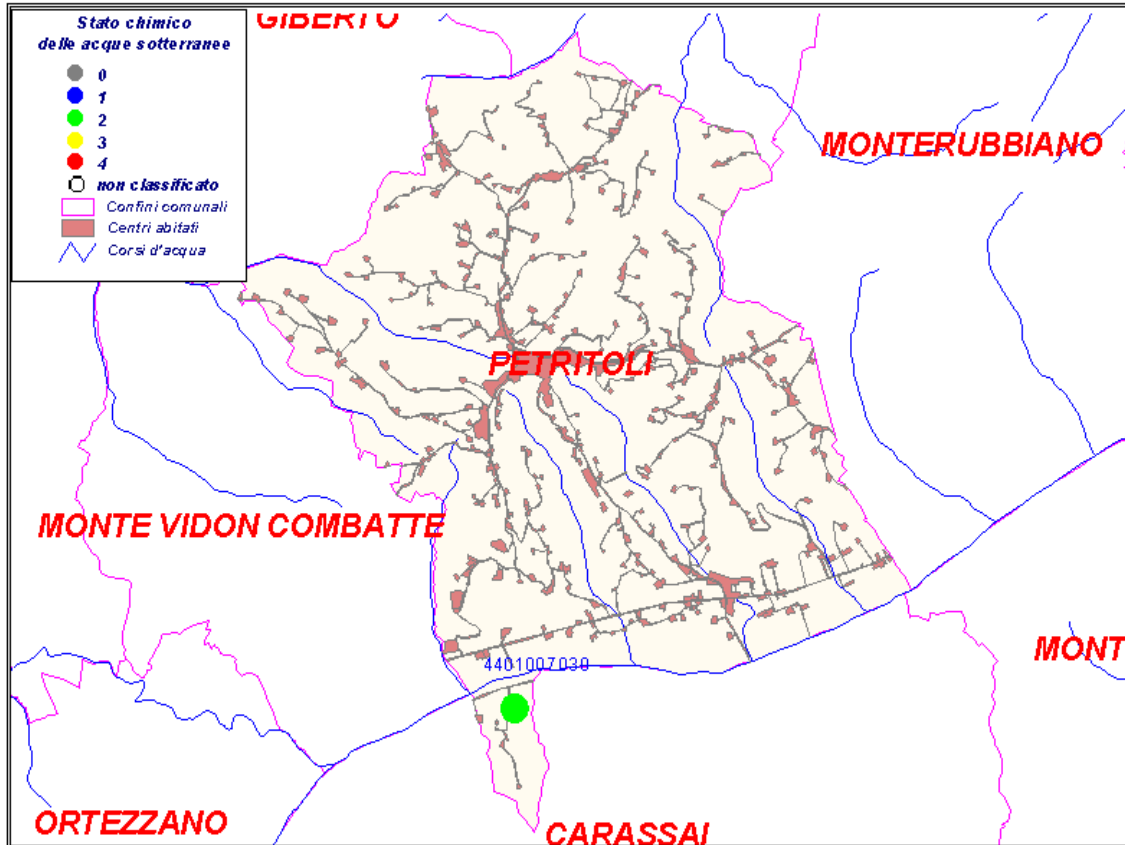 Stato chimico
delle acque sotterranee
0
1
2
3
4
non classificato
Confini comunali
Centri abitati
Corsi d'acqua
GIBERTO
MONTERUBBIANO
PETRITOLI
MONTE VIDON COMBATTE
4401007030
MONT
ORTEZZANO
CARASSAI